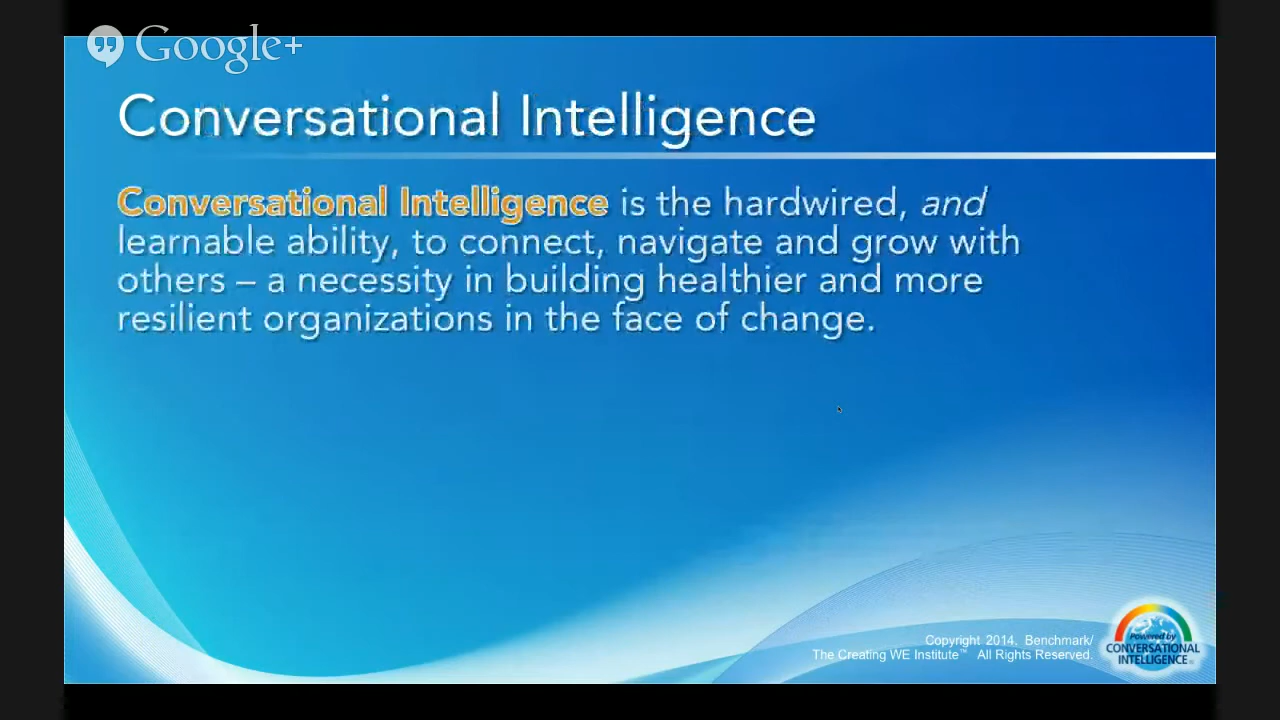 Google+
Conversational Intelligence
Conversational Intelligence is the hardwired, and
learnable ability, to connect, navigate and grow with
others – a necessity in building healthier and more
resilient organizations in the face of change.
Copyright 2014, Benchmark/
The Creating WE Institute™ All Rights Reserved.
Powered by
CONVERSATIONAL
INTELLIGENCE®